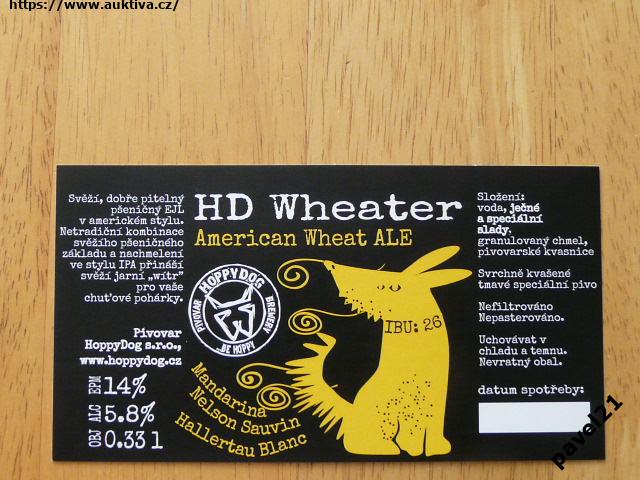 https://www.auktiva.cz/
Svěží, dobře pitelný
pšeničný EJL
v americkém stylu.
Netradiční kombinace
svěžího pšeničného
základu a nachmelení
ve stylu IPA přináší
svěží jarní „wítr”
pro vaše
chuťové pohárky.
Pivovar
HoppyDog s.r.o.,
www.hoppydog.cz
EPM 14%
ALC 5.8%
OBJ 0.33 l
HD Wheater
American Wheat ALE
HOPPYDOG
PIVOVAR
BREWERY
...BE HOPPY
IBU: 26
Mandarina
Nelson Sauvin
Hallertau Blanc
Složení:
voda, ječné
a speciální
slady,
granulovaný chmel,
pivovarské kvasnice
Svrchně kvašené
tmavé speciální pivo
Nefiltrováno
Nepasterováno.
Uchovávat v
chladu a temnu.
Nevratný obal.
datum spotřeby:
pavel21